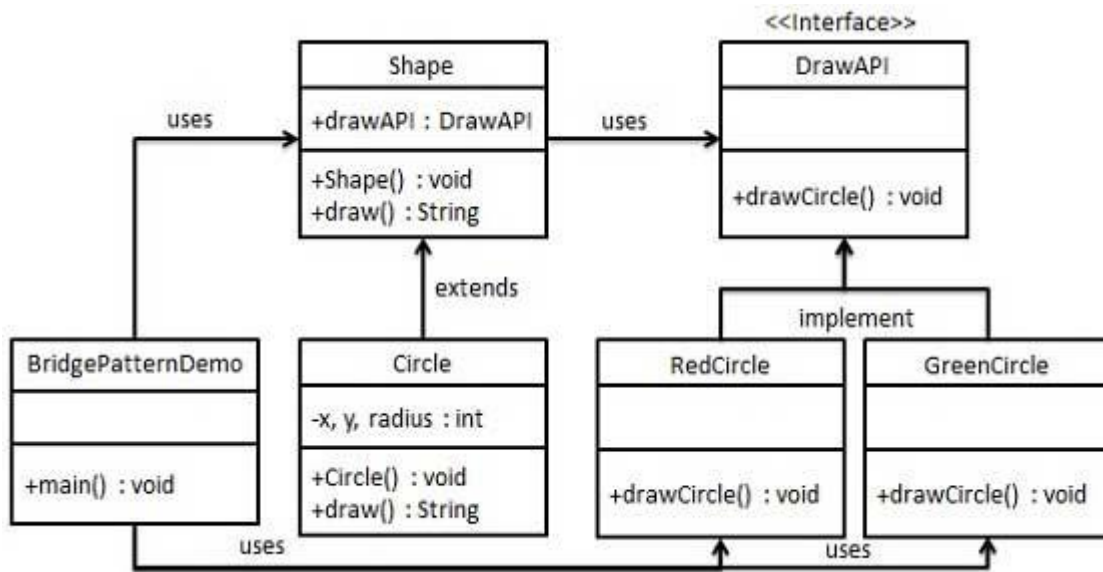 <<Interface>>
Shape
+drawAPI : DrawAPI
+Shape() : void
+draw() : String
uses
uses
DrawAPI
+drawCircle() : void
extends
implement
BridgePatternDemo
+main() : void
Circle
-x, y, radius : int
+Circle() : void
+draw() : String
RedCircle
+drawCircle() : void
GreenCircle
+drawCircle() : void
uses
uses